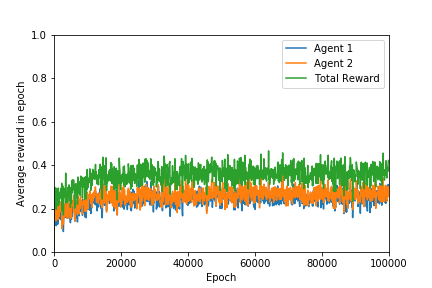 Agent 1
Agent 2
Total Reward
Average reward in epoch
1.0
0.8
0.6
0.4
0.2
0.0
0 20000 40000 60000 80000 100000
Epoch